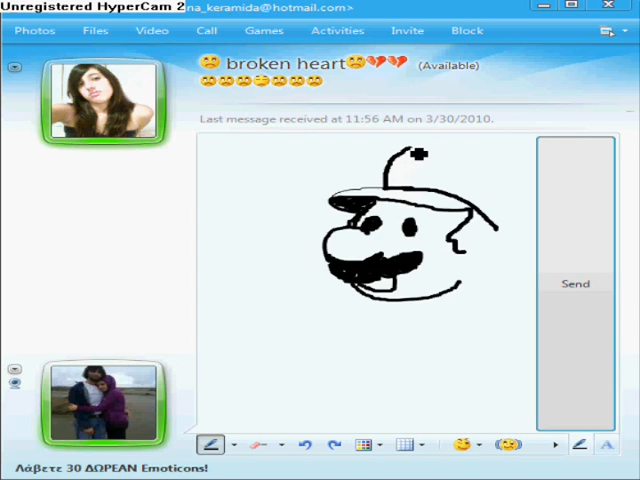 Unregistered HyperCam 2
na_keramida@hotmail.com>
Photos Files Video Call Games Activities Invite Block
broken heart (Available)
Last message received at 11:56 AM on 3/30/2010.
Send
A
Λάβετε 30 ΔΩΡΕΑΝ Emoticons!